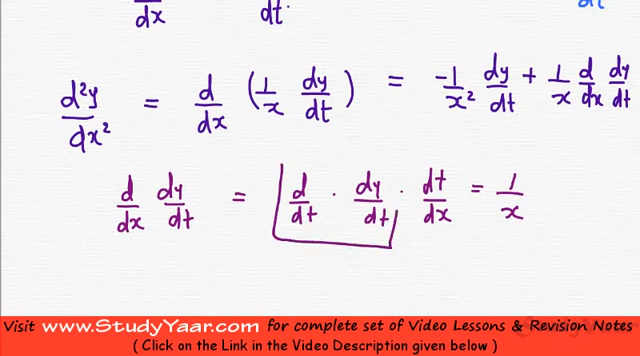 d/dx dt dt
d²y/dx² = d/dx (1/x dy/dt) = -1/x² dy/dt + 1/x d/dx dy/dt
d/dx dy/dt = d/dt · dy/dt · dt/dx = 1/x
Visit www.StudyYaar.com for complete set of Video Lessons & Revision Notes
( Click on the Link in the Video Description given below )